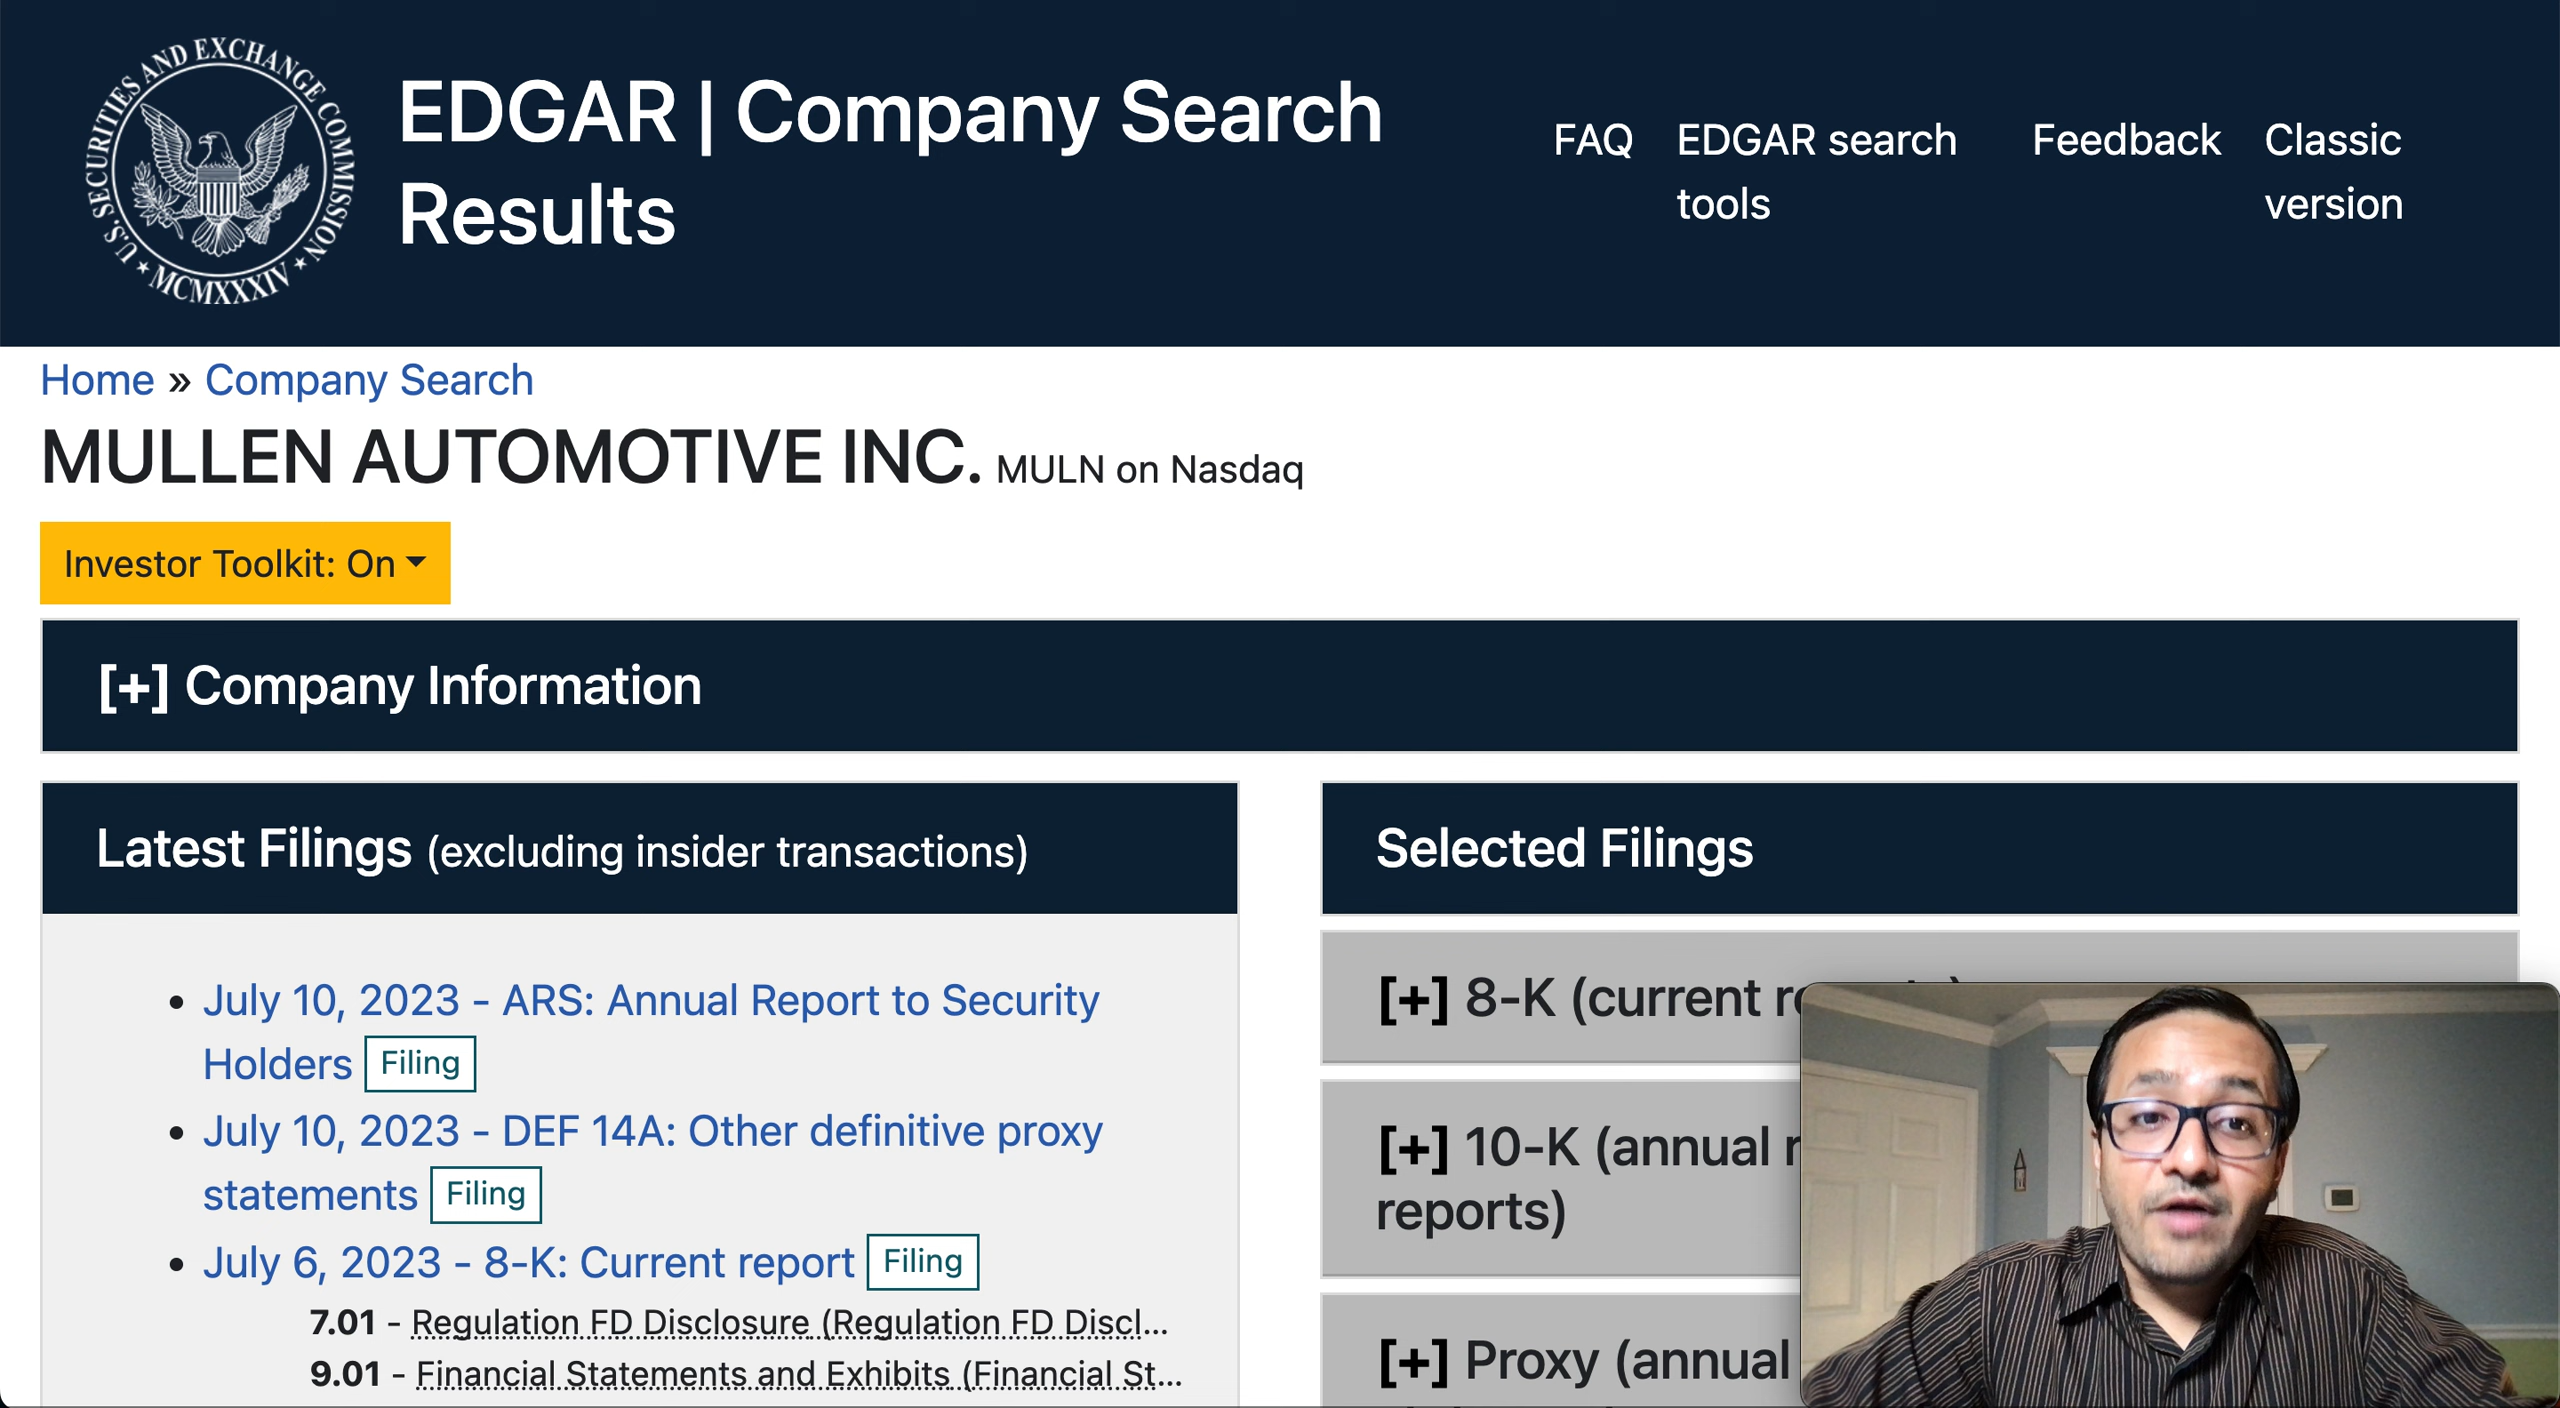 U.S. SECURITIES AND EXCHANGE COMMISSION
MCMXXXIV
EDGAR | Company Search
Results
FAQ
EDGAR search
tools
Feedback
Classic
version
Home » Company Search
MULLEN AUTOMOTIVE INC. MULN on Nasdaq
Investor Toolkit: On
[+] Company Information
Latest Filings (excluding insider transactions)
• July 10, 2023 - ARS: Annual Report to Security
Holders Filing
• July 10, 2023 - DEF 14A: Other definitive proxy
statements Filing
• July 6, 2023 - 8-K: Current report Filing
7.01 - Regulation FD Disclosure (Regulation FD Discl...
9.01 - Financial Statements and Exhibits (Financial St...
Selected Filings
[+] 8-K (current
[+] 10-K (annual
reports)
[+] Proxy (annual